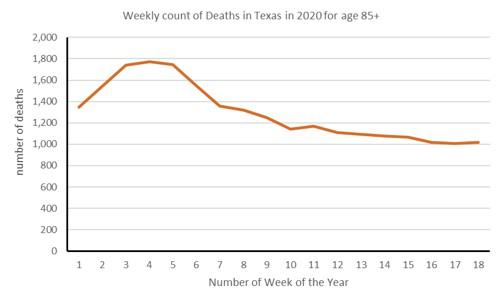 Weekly count of Deaths in Texas in 2020 for age 85+
number of deaths
2,000
1,800
1,600
1,400
1,200
1,000
800
600
400
200
0
1 2 3 4 5 6 7 8 9 10 11 12 13 14 15 16 17 18
Number of Week of the Year